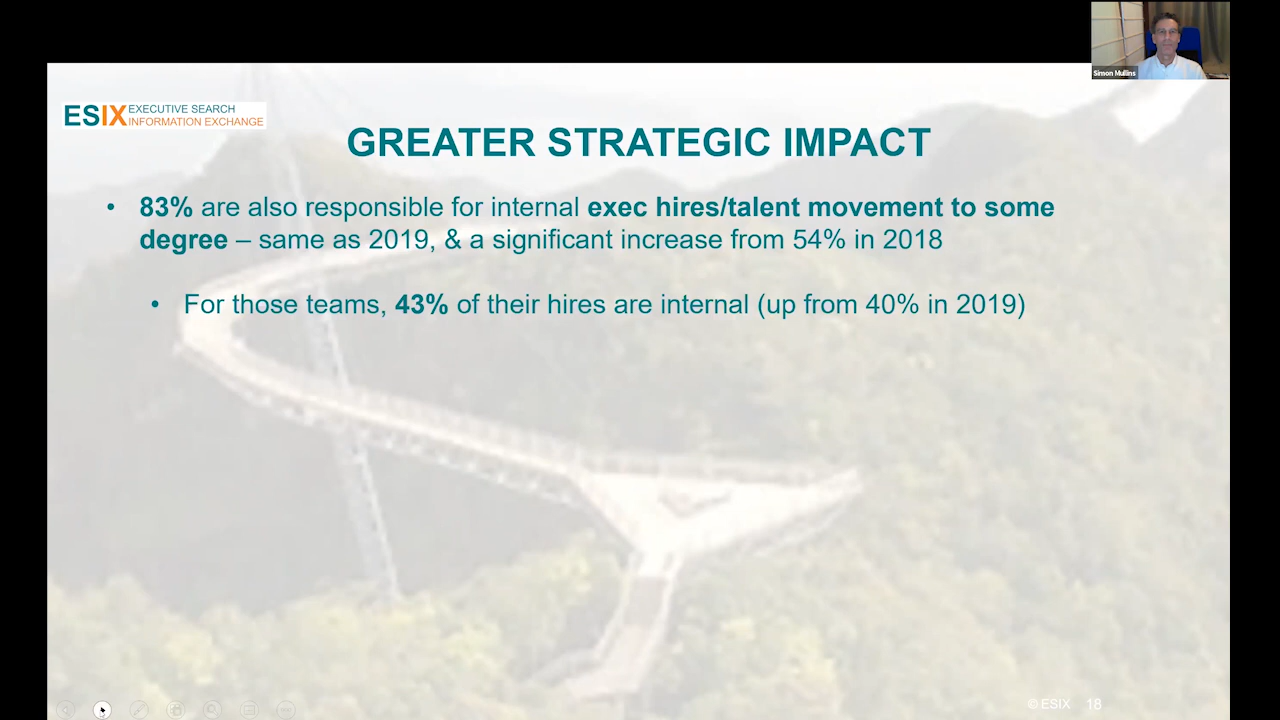 Simon Mullins
ESIX EXECUTIVE SEARCH
INFORMATION EXCHANGE
GREATER STRATEGIC IMPACT
• 83% are also responsible for internal exec hires/talent movement to some
degree – same as 2019, & a significant increase from 54% in 2018
• For those teams, 43% of their hires are internal (up from 40% in 2019)
© ESIX 18